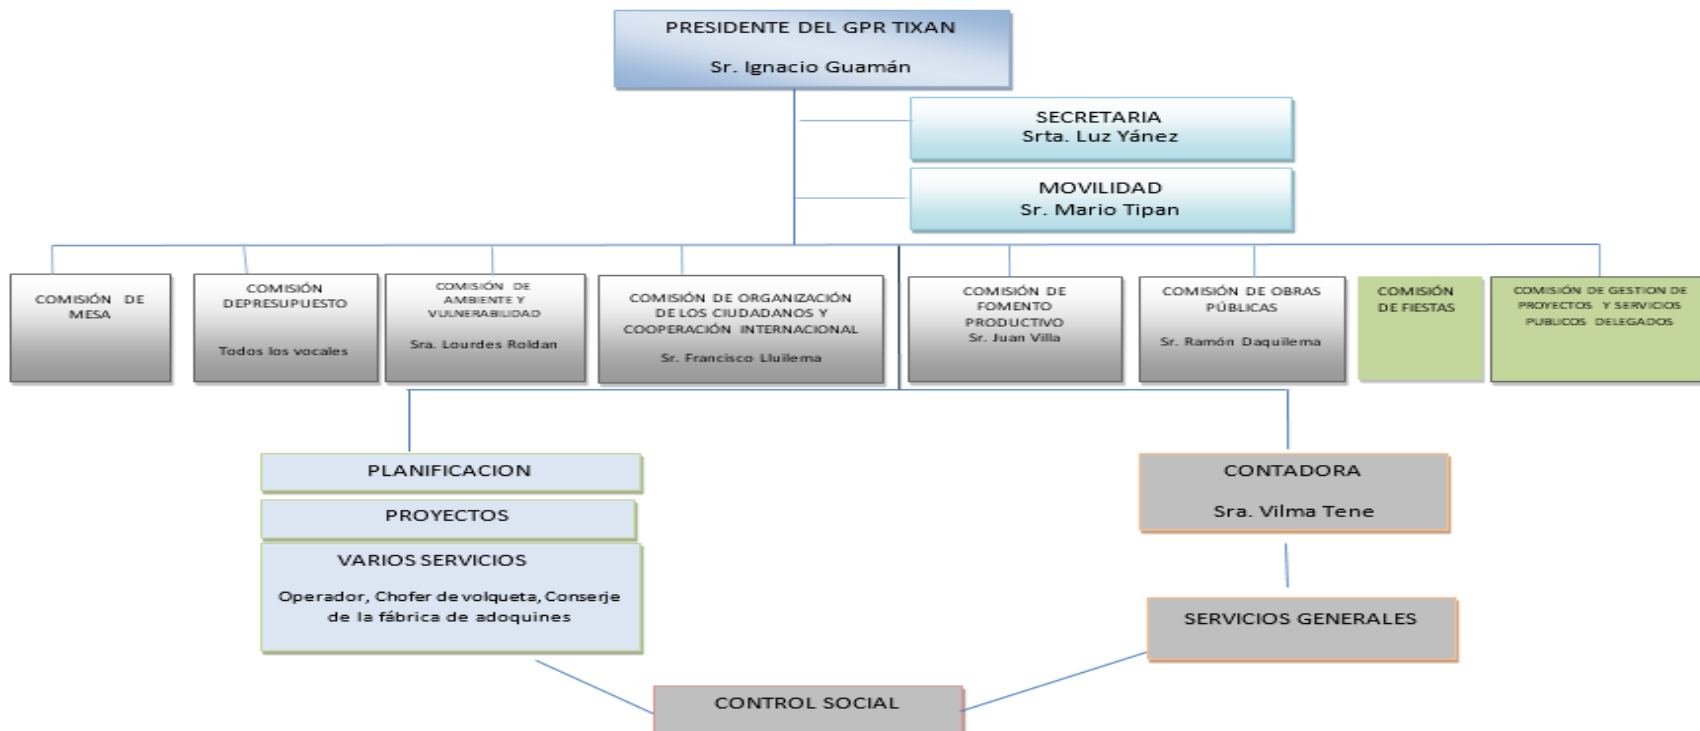 PRESIDENTE DEL GPR TIXAN
Sr. Ignacio Guamán
SECRETARIA
Srta. Luz Yánez
MOVILIDAD
Sr. Mario Tipan
COMISIÓN DE
MESA
COMISIÓN
DEPRESUPUESTO
Todos los vocales
COMISIÓN DE
AMBIENTE Y
VULNERABILIDAD
Sra. Lourdes Roldan
COMISIÓN DE ORGANIZACIÓN
DE LOS CIUDADANOS Y
COOPERACIÓN INTERNACIONAL
Sr. Francisco Lluilema
COMISIÓN DE
FOMENTO
PRODUCTIVO
Sr. Juan Villa
COMISIÓN DE OBRAS
PÚBLICAS
Sr. Ramón Daquilema
COMISIÓN
DE FIESTAS
COMISIÓN DE GESTION DE
PROYECTOS Y SERVICIOS
PUBLICOS DELEGADOS
PLANIFICACION
PROYECTOS
VARIOS SERVICIOS
Operador, Chofer de volqueta, Conserje
de la fábrica de adoquines
CONTADORA
Sra. Vilma Tene
SERVICIOS GENERALES
CONTROL SOCIAL